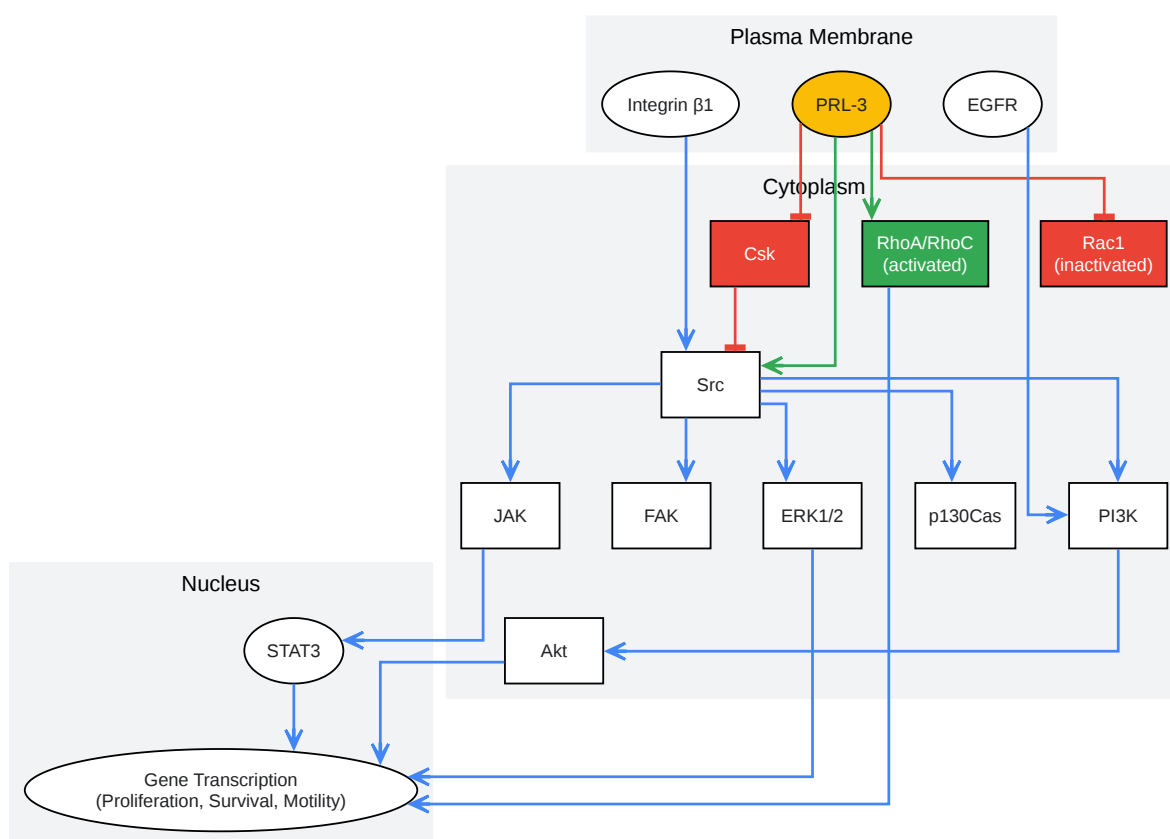 Plasma Membrane
Integrin β1
PRL-3
EGFR
Cytoplasm
Csk
RhoA/RhoC
(activated)
Rac1
(inactivated)
Src
JAK
FAK
ERK1/2
p130Cas
PI3K
Nucleus
STAT3
Akt
Gene Transcription
(Proliferation, Survival, Motility)